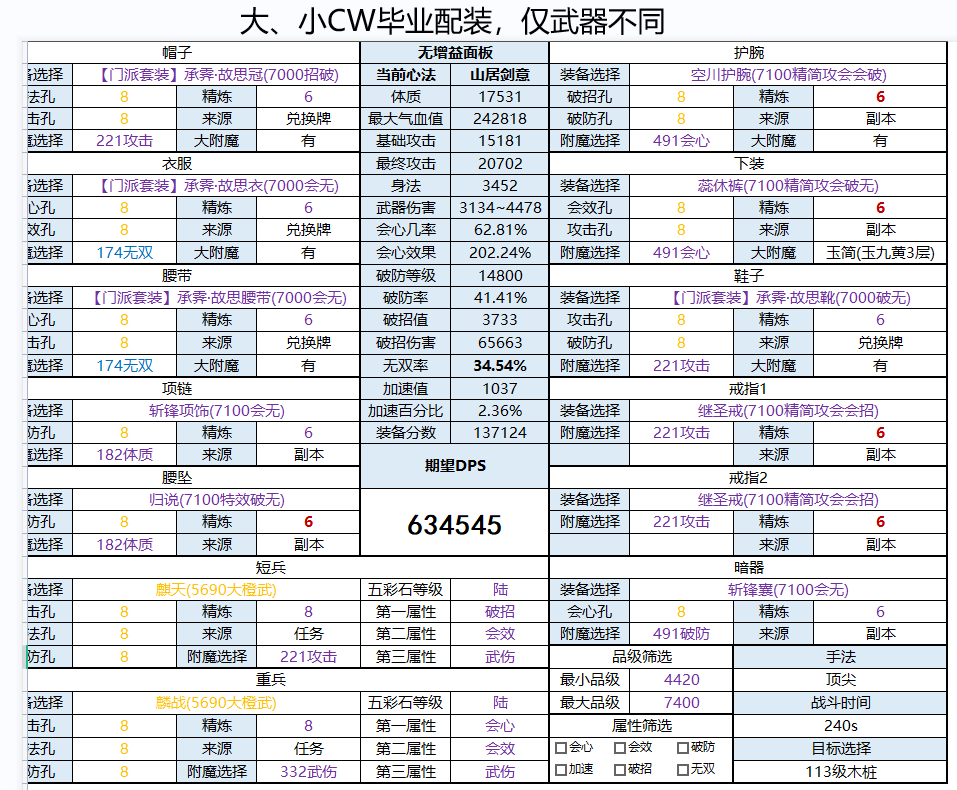 大、小CW毕业配装，仅武器不同
帽子 无增益面板 护腕
备选择 【门派套装】承霁·故思冠(7000招破) 当前心法 山居剑意 装备选择 空川护腕(7100精简攻会会破)
法孔 8 精炼 6 体质 17531 破招孔 8 精炼 6
击孔 8 来源 兑换牌 最大气血值 242818 破防孔 8 来源 副本
魔选择 221攻击 大附魔 有 基础攻击 15181 附魔选择 491会心 大附魔 有
衣服 最终攻击 20702 下装
备选择 【门派套装】承霁·故思衣(7000会无) 身法 3452 装备选择 蕊休裤(7100精简攻会破无)
心孔 8 精炼 6 武器伤害 3134~4478 会效孔 8 精炼 6
效孔 8 来源 兑换牌 会心几率 62.81% 攻击孔 8 来源 副本
魔选择 174无双 大附魔 有 会心效果 202.24% 附魔选择 491会心 大附魔 玉简(玉九黄3层)
腰带 破防等级 14800 鞋子
备选择 【门派套装】承霁·故思腰带(7000会无) 破防率 41.41% 装备选择 【门派套装】承霁·故思靴(7000破无)
心孔 8 精炼 6 破招值 3733 攻击孔 8 精炼 6
击孔 8 来源 兑换牌 破招伤害 65663 破防孔 8 来源 兑换牌
魔选择 174无双 大附魔 有 无双率 34.54% 附魔选择 221攻击 大附魔 有
项链 加速值 1037 戒指1
备选择 斩锋项饰(7100会无) 加速百分比 2.36% 装备选择 继圣戒(7100精简攻会会招)
防孔 8 精炼 6 装备分数 137124 附魔选择 221攻击 精炼 6
魔选择 182体质 来源 副本 期望DPS 来源 副本
腰坠 戒指2
备选择 归说(7100特效破无) 634545 装备选择 继圣戒(7100精简攻会会招)
防孔 8 精炼 6 附魔选择 221攻击 精炼 6
魔选择 182体质 来源 副本 来源 副本
短兵 暗器
备选择 麒天(5690大橙武) 五彩石等级 陆 装备选择 斩锋囊(7100会无)
击孔 8 精炼 8 第一属性 破招 会心孔 8 精炼 6
法孔 8 来源 任务 第二属性 会效 附魔选择 491破防 来源 副本
防孔 8 附魔选择 221攻击 第三属性 武伤 品级筛选 手法
重兵 最小品级 4420 顶尖
备选择 麟战(5690大橙武) 五彩石等级 陆 最大品级 7400 战斗时间
击孔 8 精炼 8 第一属性 会心 属性筛选 240s
法孔 8 来源 任务 第二属性 会效 会心 会效 破防 目标选择
防孔 8 附魔选择 332武伤 第三属性 武伤 加速 破招 无双 113级木桩